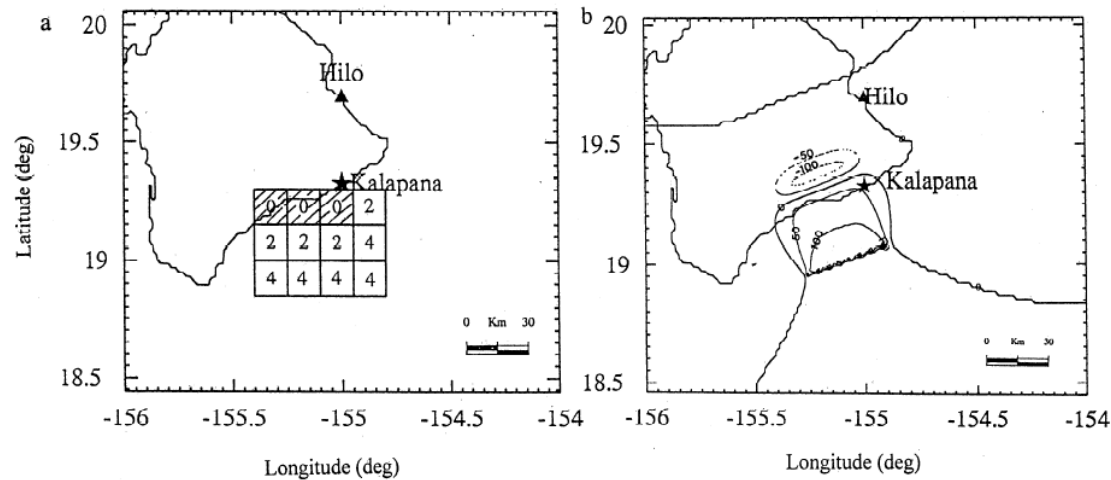 a
20
19.5
19
18.5
Latitude (deg)
Hilo
Kalapana
0 0 0 2
2 2 2 4
4 4 4 4
0 Km 30
-156 -155.5 -155 -154.5 -154
Longitude (deg)
b
20
19.5
19
18.5
Hilo
0
-50
-100
Kalapana
0
50
100
0
0 Km 30
-156 -155.5 -155 -154.5 -154
Longitude (deg)